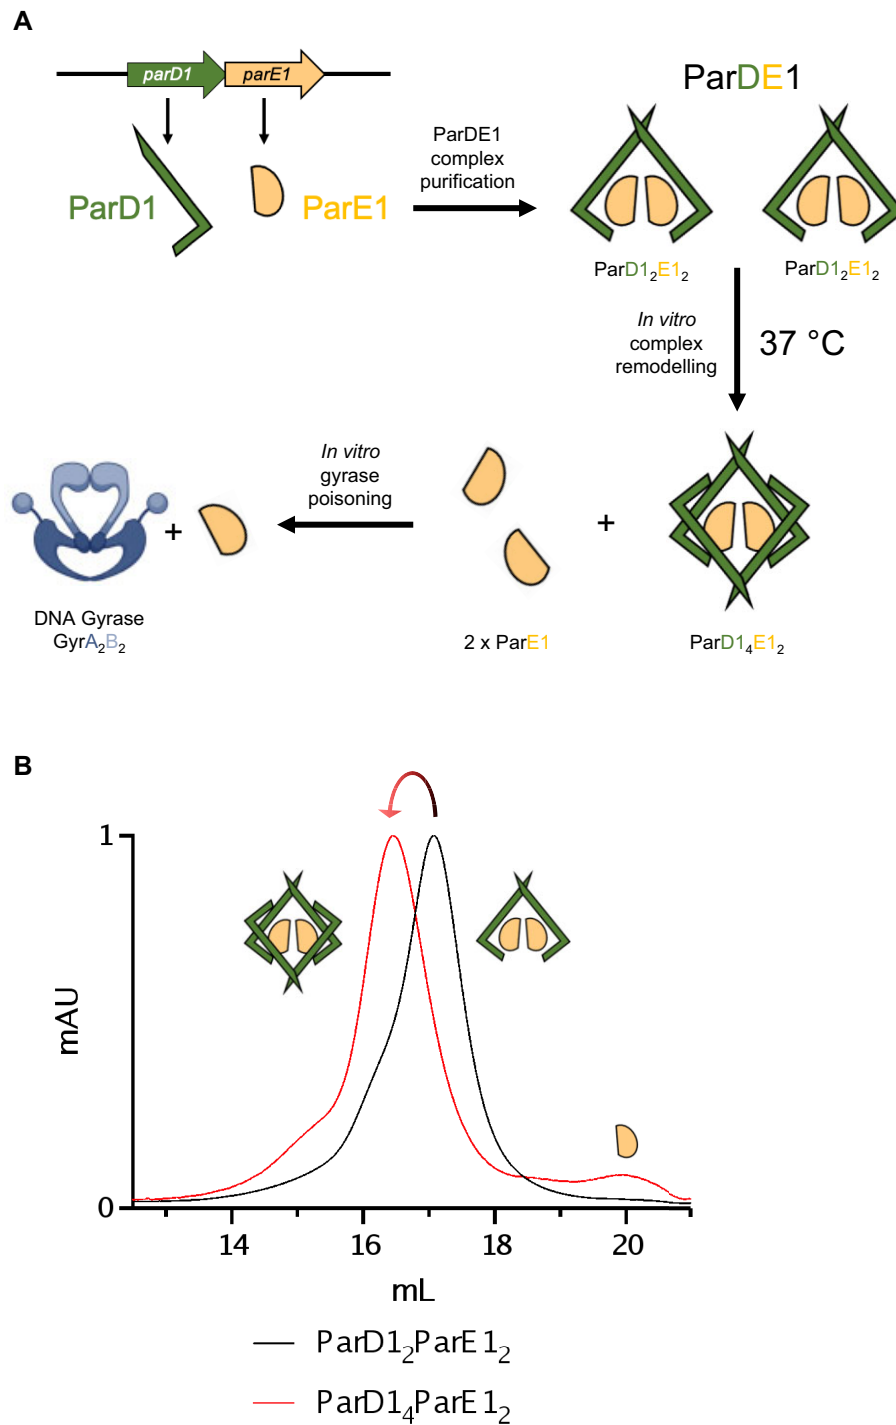 A
parD1 parE1
ParD1
ParE1
ParDE1
complex
purification
ParDE1
ParD1₂E1₂
ParD1₂E1₂
In vitro
complex
remodelling
37 °C
In vitro
gyrase
poisoning
+
+
DNA Gyrase
GyrA₂B₂
2 x ParE1
ParD1₄E1₂
B
1
mAU
0
14 16 18 20
mL
ParD1₂ParE1₂
ParD1₄ParE1₂